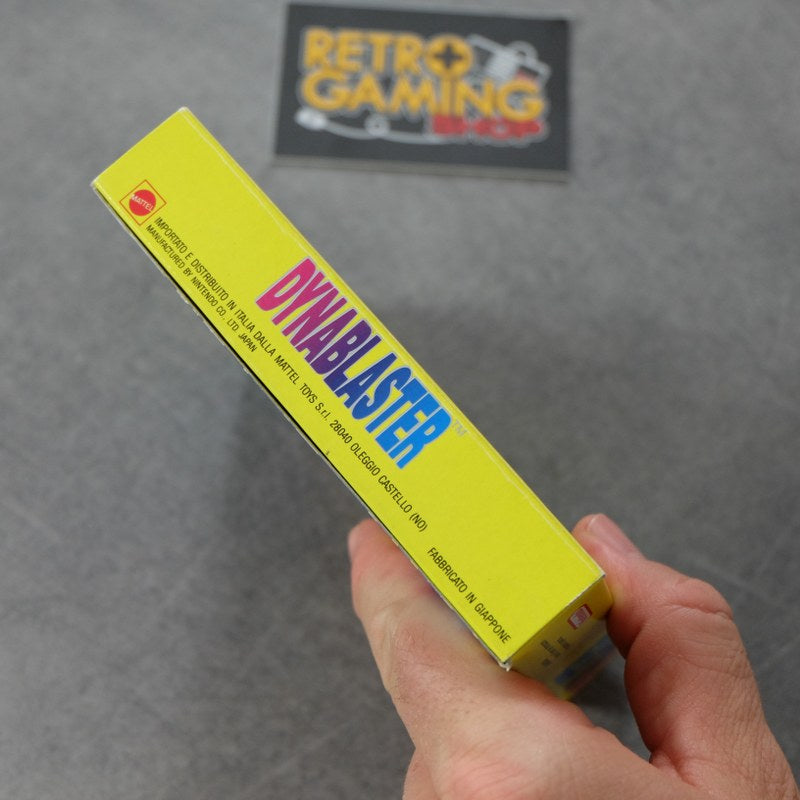 RETRO
GAMING
SHOP
MATTEL
DYNABLASTER™
IMPORTATO E DISTRIBUITO IN ITALIA DALLA MATTEL TOYS S.r.l. 28040 OLEGGIO CASTELLO (NO)
MANUFACTURED BY NINTENDO CO., LTD. JAPAN
FABBRICATO IN GIAPPONE